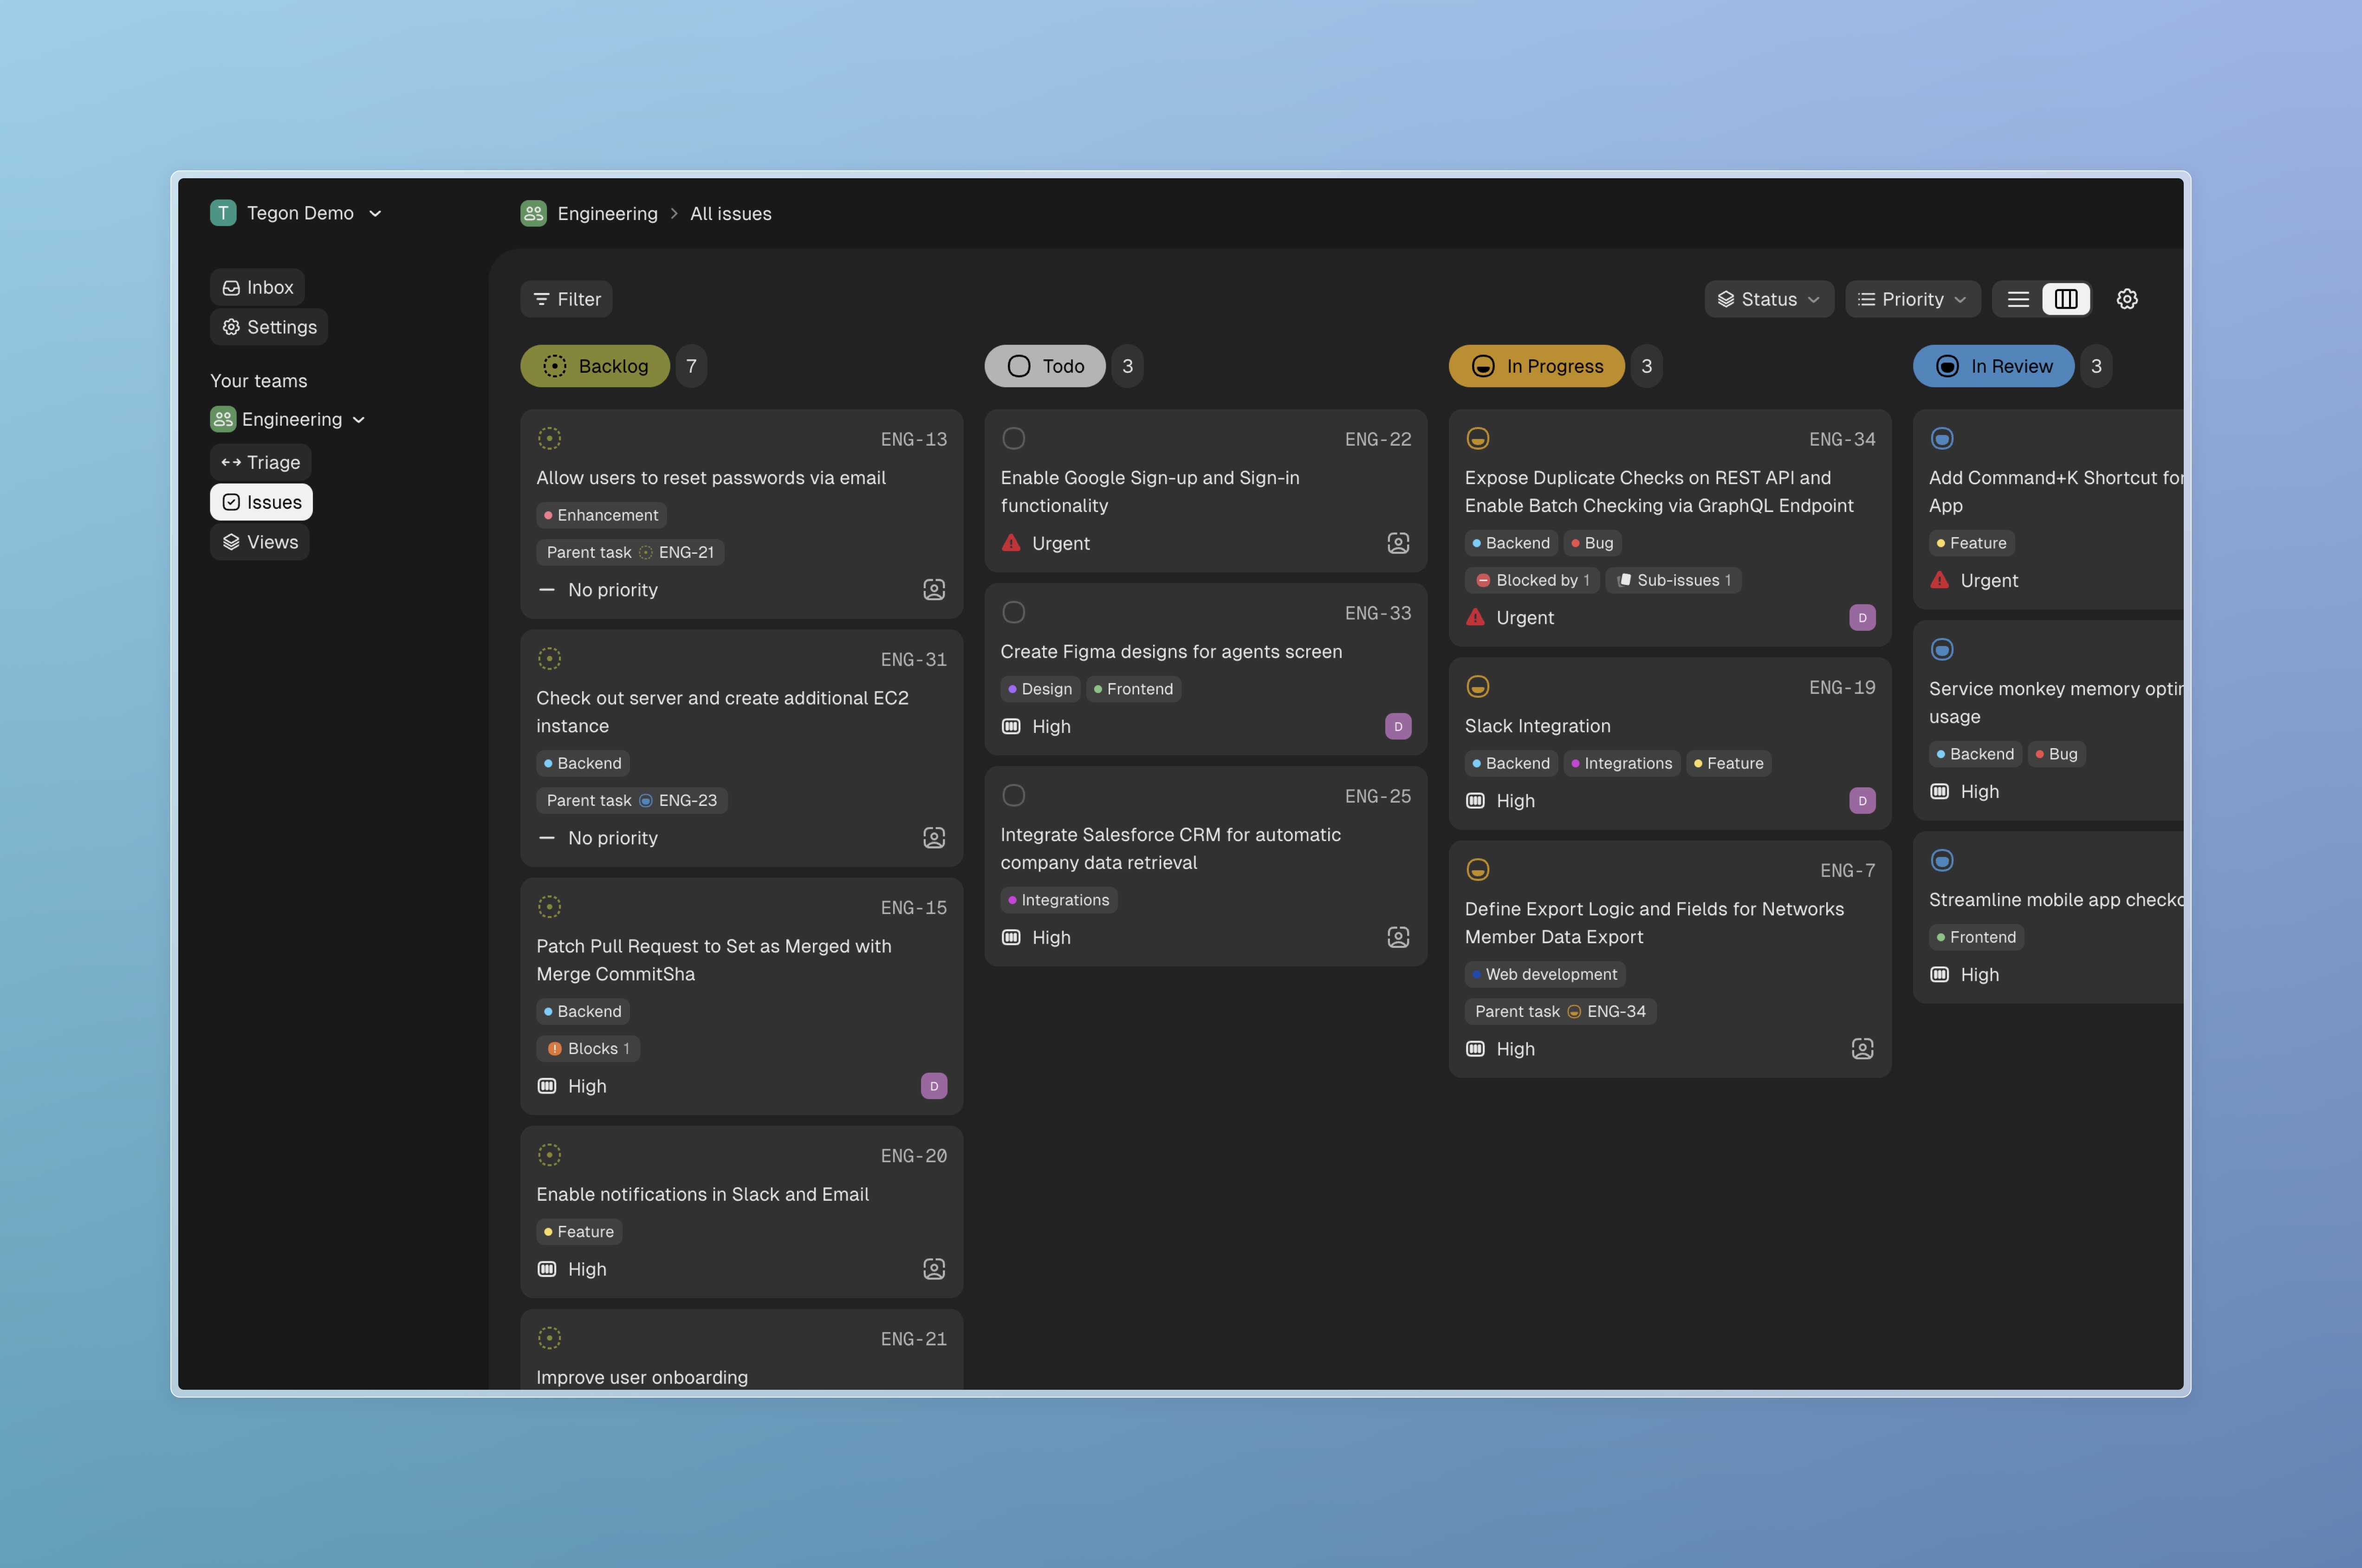 T Tegon Demo
Engineering > All issues
Inbox
Settings
Your teams
Engineering
Triage
Issues
Views
Filter
Status
Priority
Backlog 7
ENG-13
Allow users to reset passwords via email
Enhancement
Parent task ENG-21
No priority
ENG-31
Check out server and create additional EC2
instance
Backend
Parent task ENG-23
No priority
ENG-15
Patch Pull Request to Set as Merged with
Merge CommitSha
Backend
Blocks 1
High D
ENG-20
Enable notifications in Slack and Email
Feature
High
ENG-21
Improve user onboarding
Todo 3
ENG-22
Enable Google Sign-up and Sign-in
functionality
Urgent
ENG-33
Create Figma designs for agents screen
Design Frontend
High D
ENG-25
Integrate Salesforce CRM for automatic
company data retrieval
Integrations
High
In Progress 3
ENG-34
Expose Duplicate Checks on REST API and
Enable Batch Checking via GraphQL Endpoint
Backend Bug
Blocked by 1 Sub-issues 1
Urgent D
ENG-19
Slack Integration
Backend Integrations Feature
High D
ENG-7
Define Export Logic and Fields for Networks
Member Data Export
Web development
Parent task ENG-34
High
In Review 3
Add Command+K Shortcut for
App
Feature
Urgent
Service monkey memory
usage
Backend Bug
High
Streamline mobile app
Frontend
High